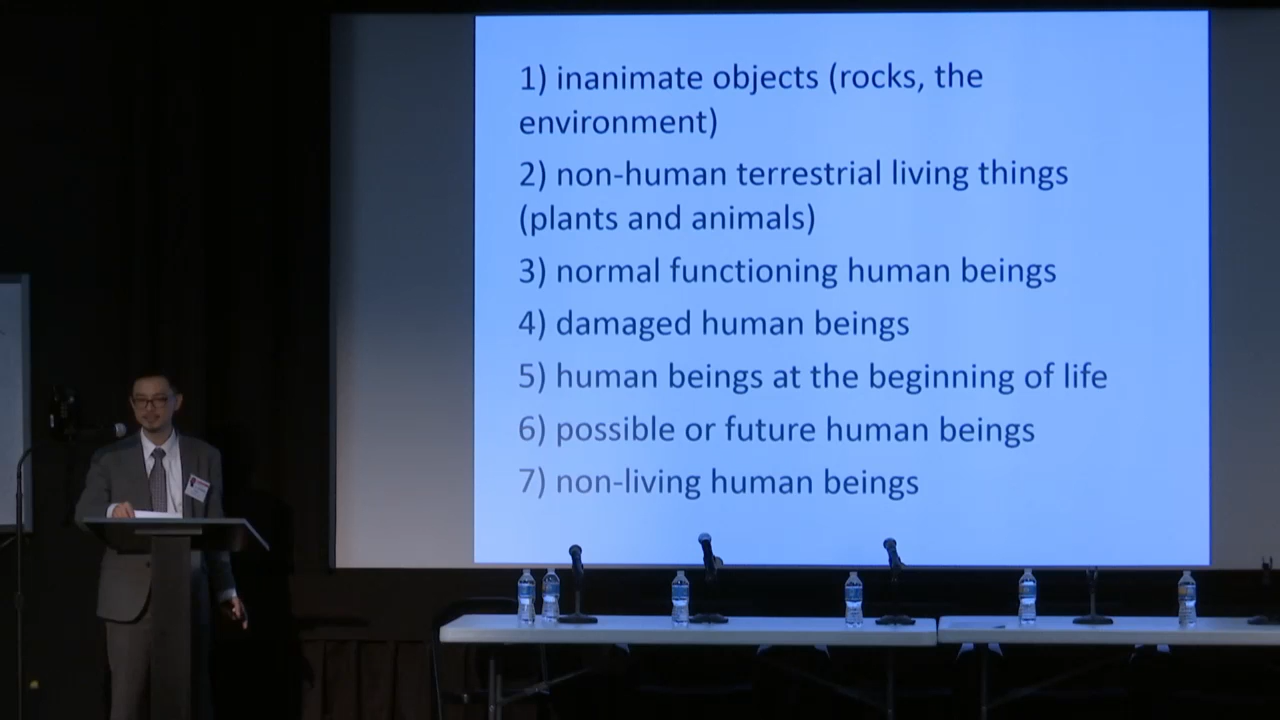 1) inanimate objects (rocks, the
environment)
2) non-human terrestrial living things
(plants and animals)
3) normal functioning human beings
4) damaged human beings
5) human beings at the beginning of life
6) possible or future human beings
7) non-living human beings